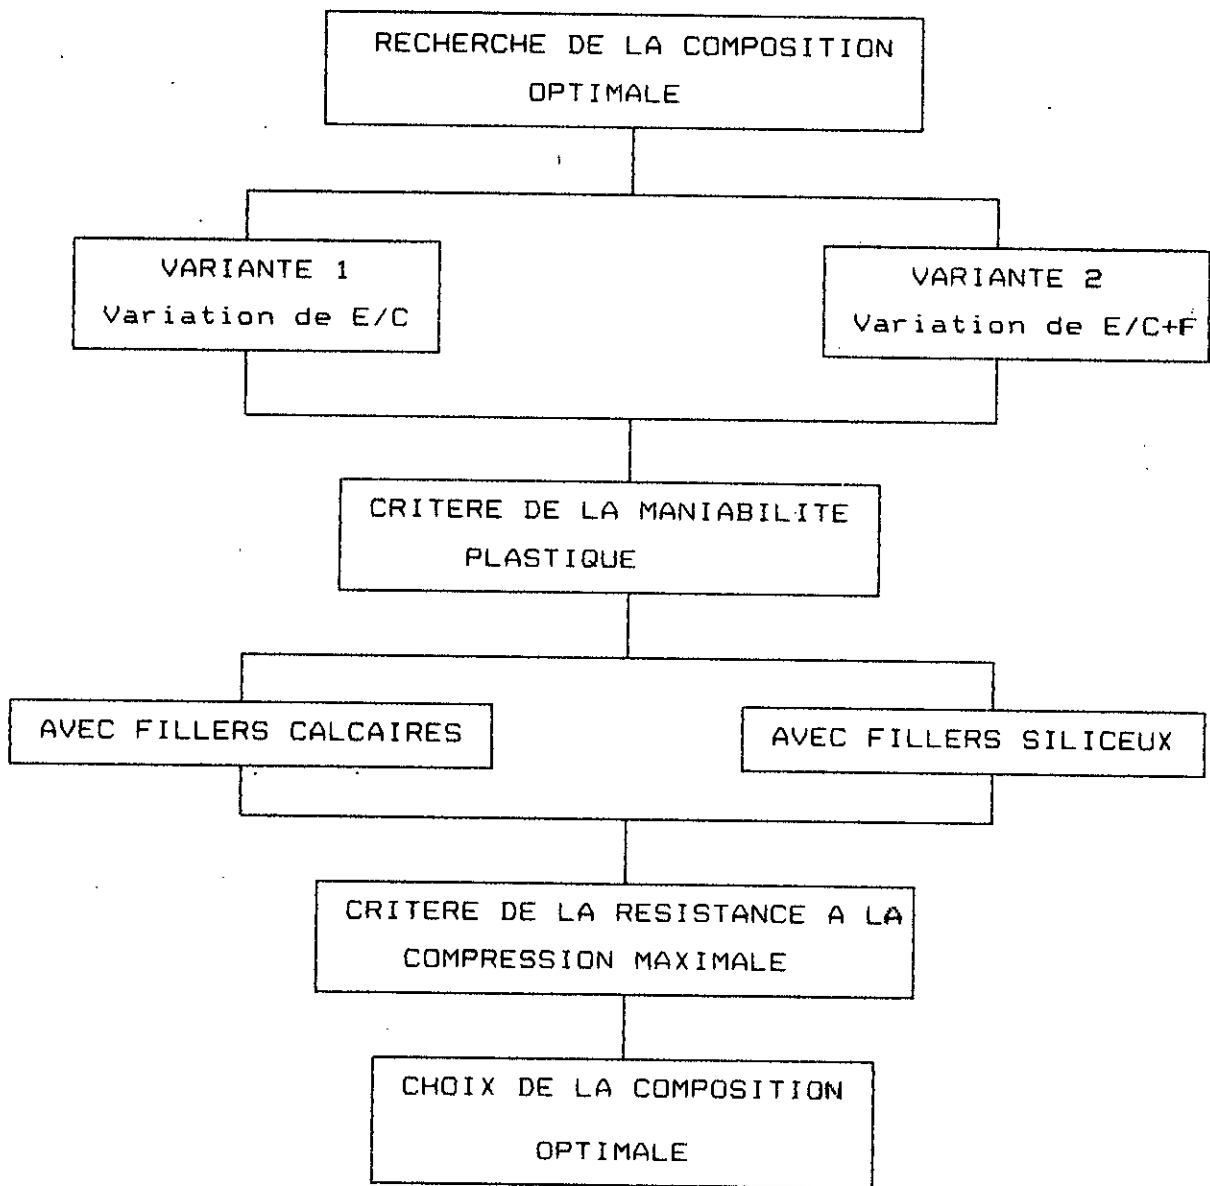 RECHERCHE DE LA COMPOSITION
OPTIMALE
VARIANTE 1
Variation de E/C
VARIANTE 2
Variation de E/C+F
CRITERE DE LA MANIABILITE
PLASTIQUE
AVEC FILLERS CALCAIRES
AVEC FILLERS SILICEUX
CRITERE DE LA RESISTANCE A LA
COMPRESSION MAXIMALE
CHOIX DE LA COMPOSITION
OPTIMALE